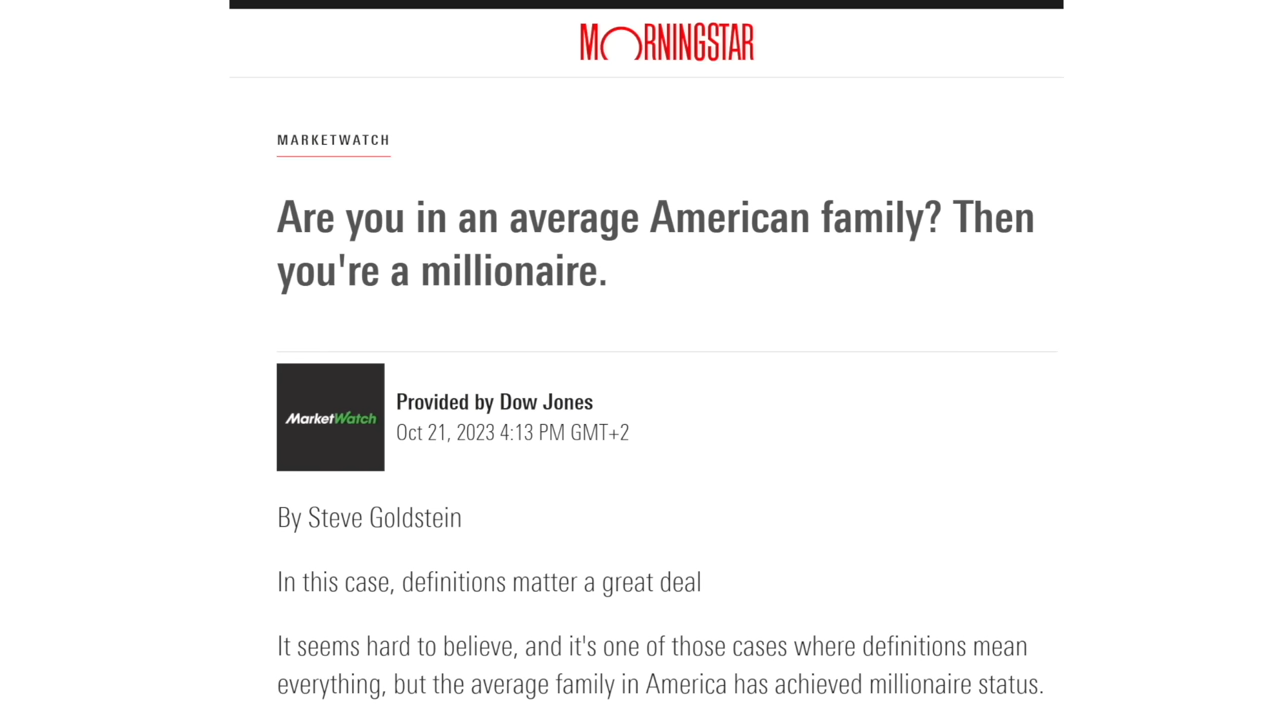 MORNINGSTAR
MARKETWATCH
Are you in an average American family? Then
you're a millionaire.
MarketWatch
Provided by Dow Jones
Oct 21, 2023 4:13 PM GMT+2
By Steve Goldstein
In this case, definitions matter a great deal
It seems hard to believe, and it's one of those cases where definitions mean
everything, but the average family in America has achieved millionaire status.